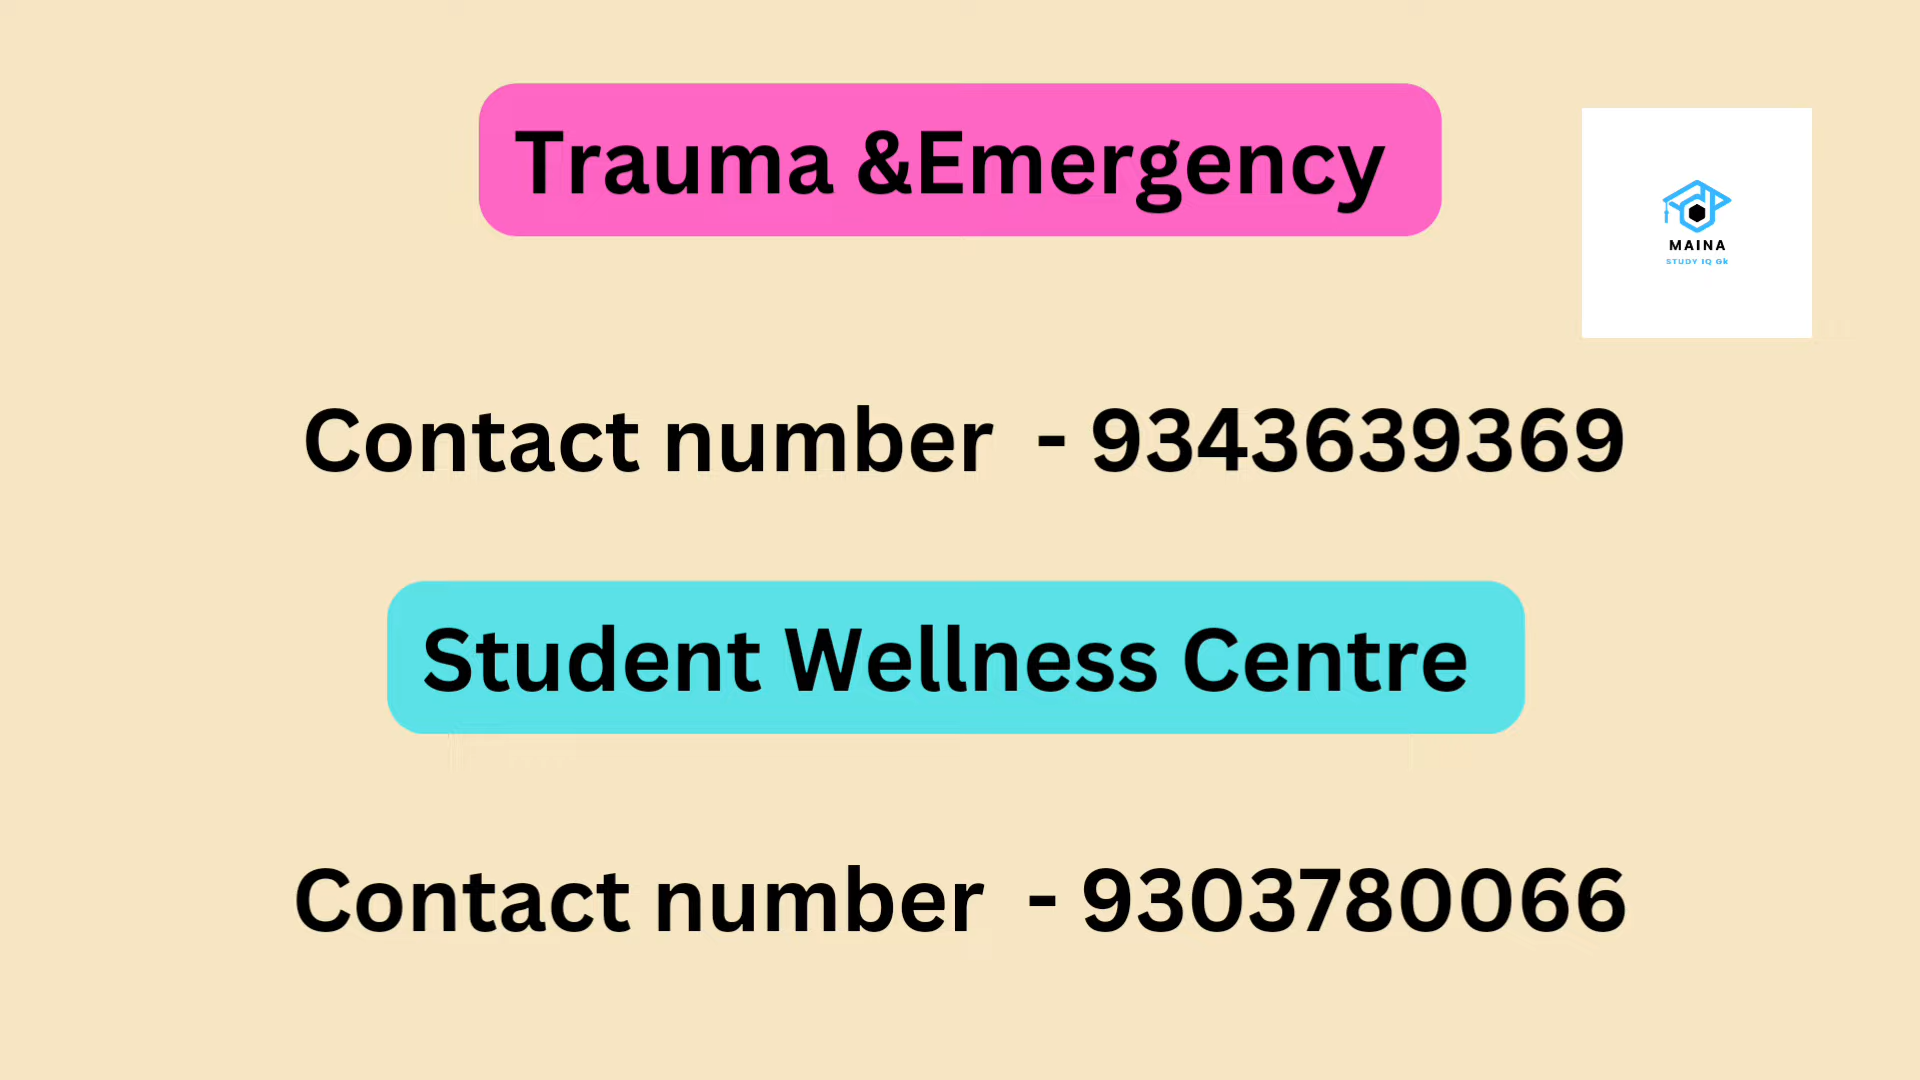 Trauma &Emergency
MAINA
STUDY IQ Gk
Contact number - 9343639369
Student Wellness Centre
Contact number - 9303780066